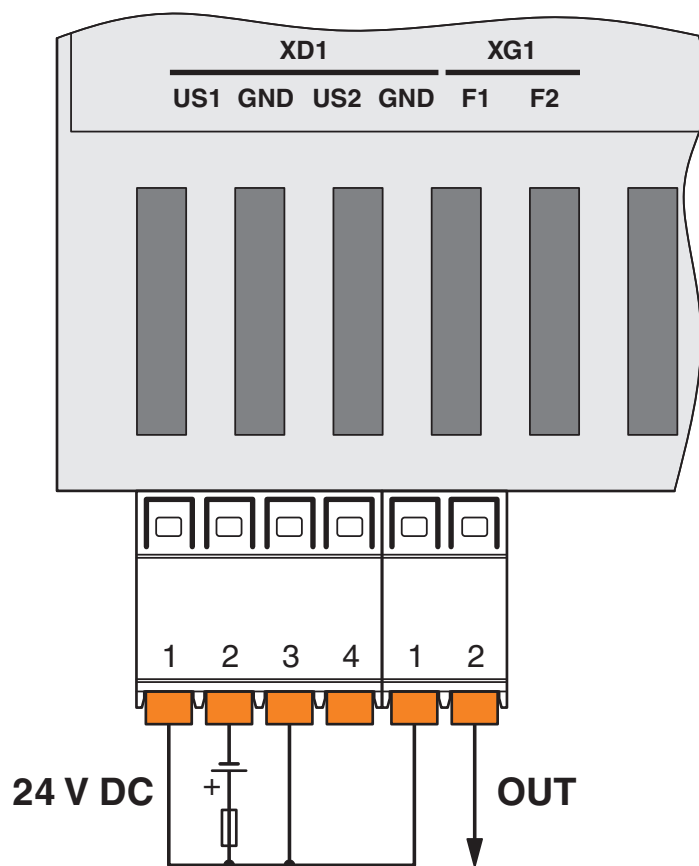 XD1 XG1
US1 GND US2 GND F1 F2
1 2 3 4 1 2
24 V DC + OUT